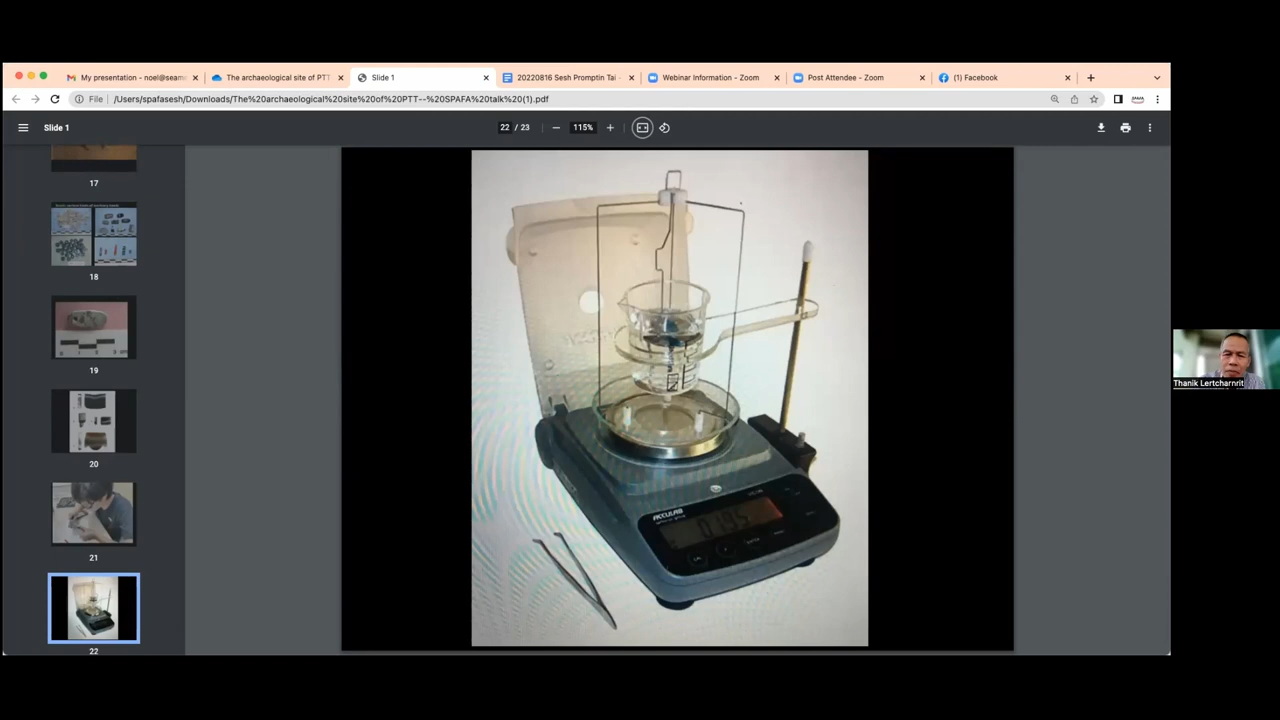 My presentation - noel@seam
The archaeological site of PTT
Slide 1
20220816 Sesh Promptin Tai -
Webinar Information - Zoom
Post Attendee - Zoom
(1) Facebook
File
/Users/spafasesh/Downloads/The%20archaeological%20site%20of%20PTT--%20SPAFA%20talk%20(1).pdf
Slide 1
22 / 23
115%
17
18
19
20
21
22
ACCULAB
Thanik Lertcharnrit